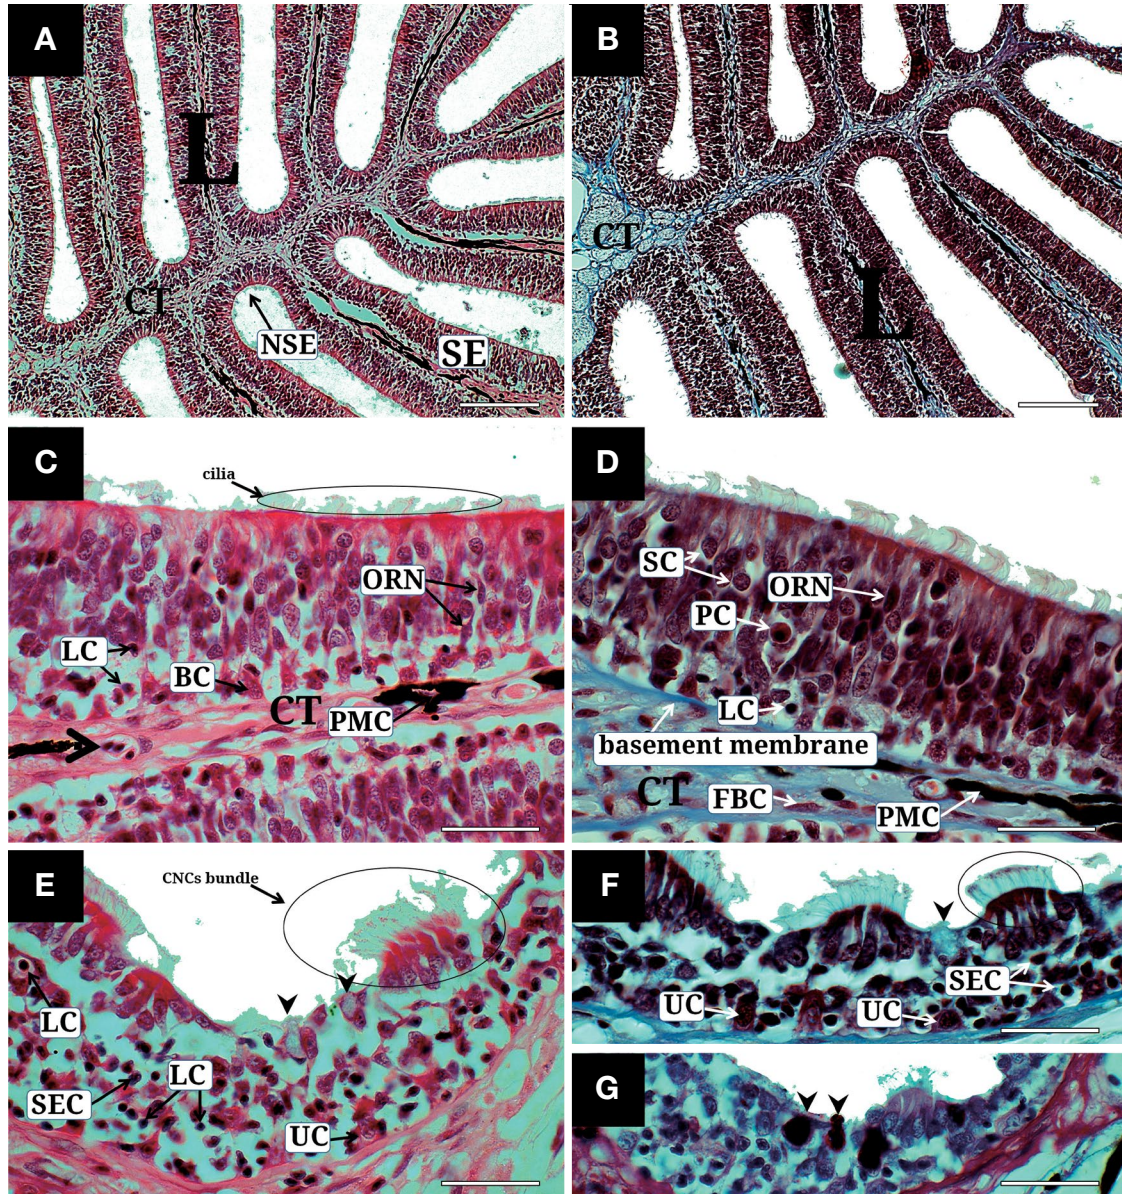 A
L
CT
NSE
SE
B
CT
L
C
cilia
ORN
LC
BC
CT
PMC
D
SC
ORN
PC
LC
basement membrane
CT
FBC
PMC
E
CNCs bundle
LC
LC
SEC
UC
F
SEC
UC
UC
G